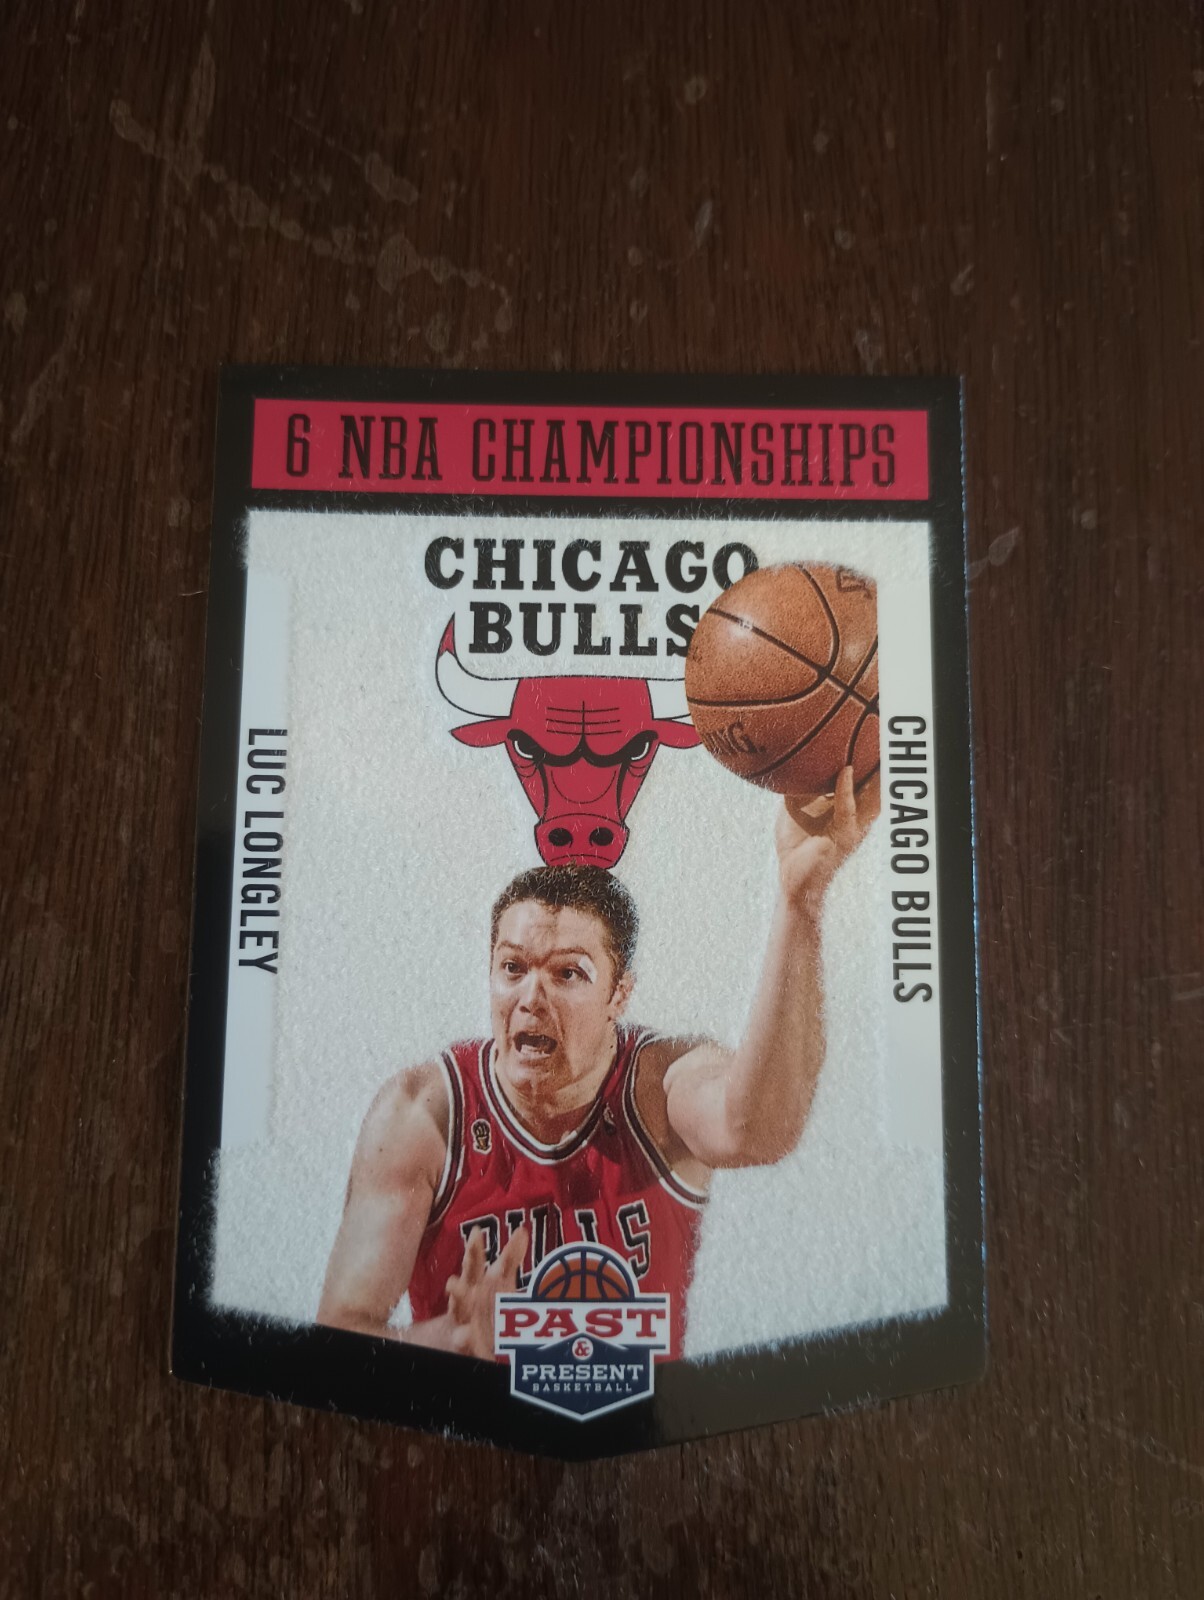 6 NBA CHAMPIONSHIPS
CHICAGO
BULLS
LUC LONGLEY
CHICAGO BULLS
BULLS
PAST
&
PRESENT
BASKETBALL